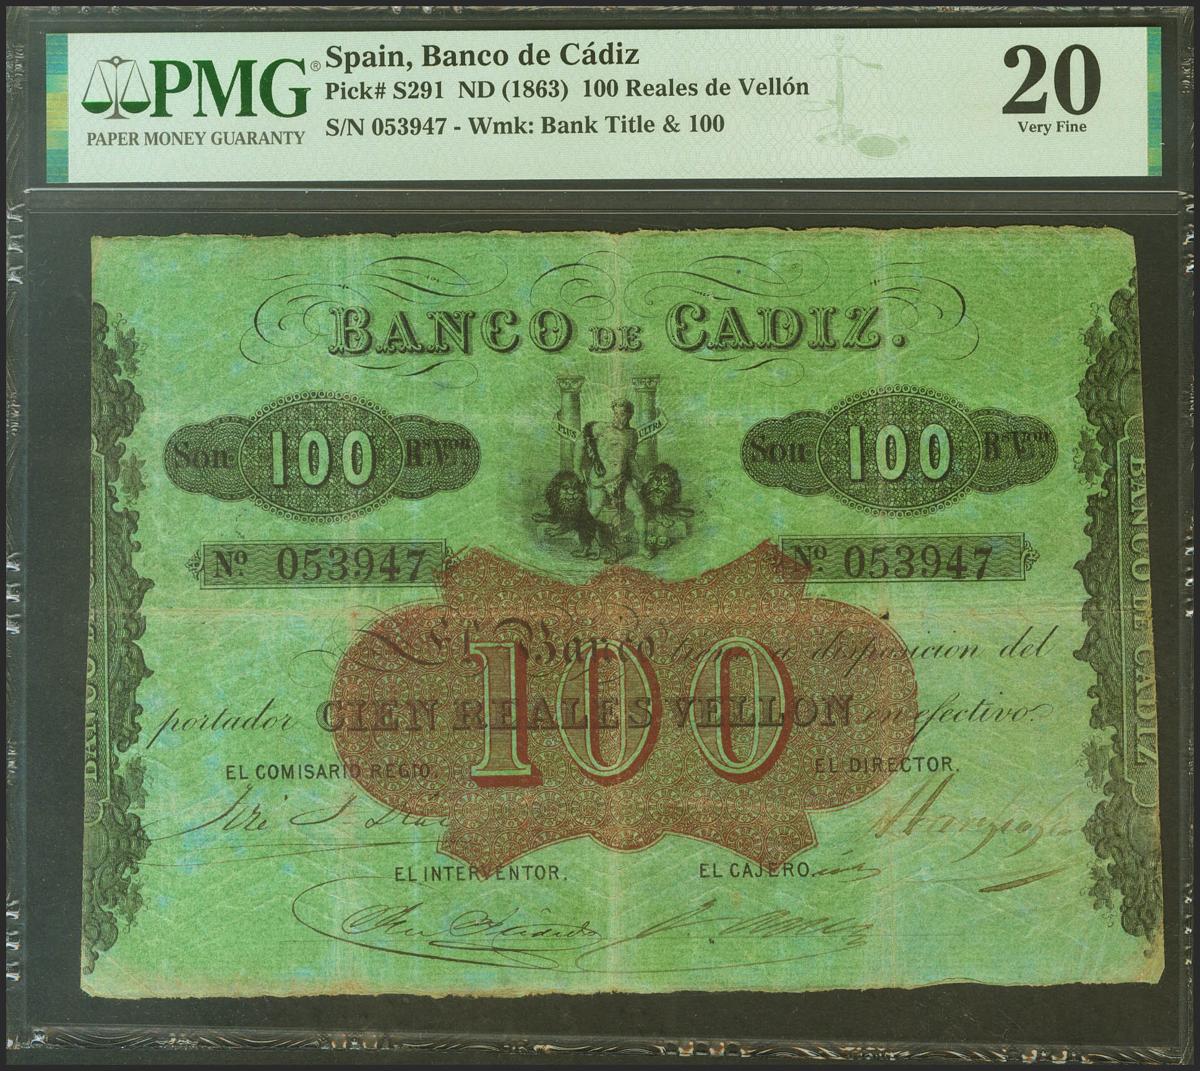 PMG®
PAPER MONEY GUARANTY
Spain, Banco de Cádiz
Pick# S291 ND (1863) 100 Reales de Vellón
S/N 053947 - Wmk: Bank Title & 100
20
Very Fine
BANCO DE CADIZ.
PLUS ULTRA
Son: 100 Rs. Von
Son: 100 Rs. Von
No. 053947
No. 053947
El Banco disposicion del
portador CIEN REALES VELLON en efectivo.
100
EL COMISARIO REGIO. EL DIRECTOR.
EL INTERVENTOR. EL CAJERO.
BANCO DE CADIZ